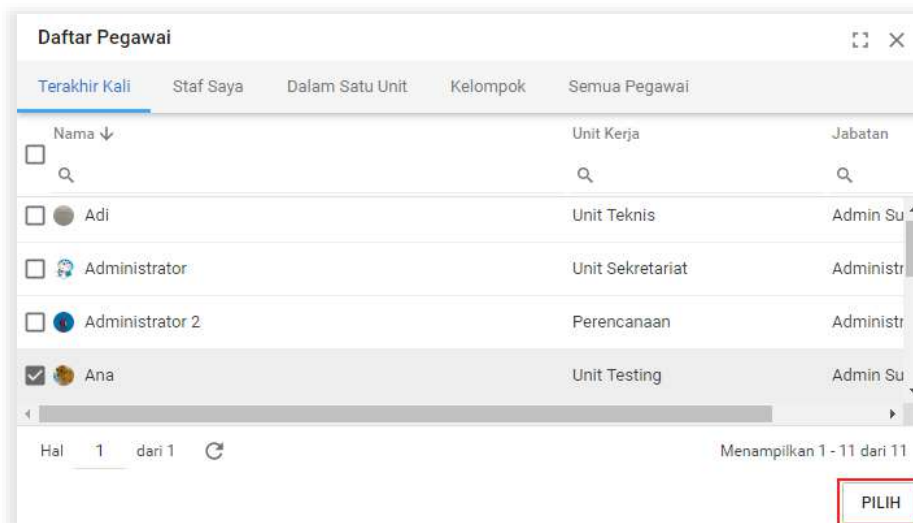 Daftar Pegawai
Terakhir Kali Staf Saya Dalam Satu Unit Kelompok Semua Pegawai
Nama Unit Kerja Jabatan
Adi Unit Teknis Admin Su
Administrator Unit Sekretariat Administr
Administrator 2 Perencanaan Administr
Ana Unit Testing Admin Su
Hal 1 dari 1 Menampilkan 1 - 11 dari 11
PILIH